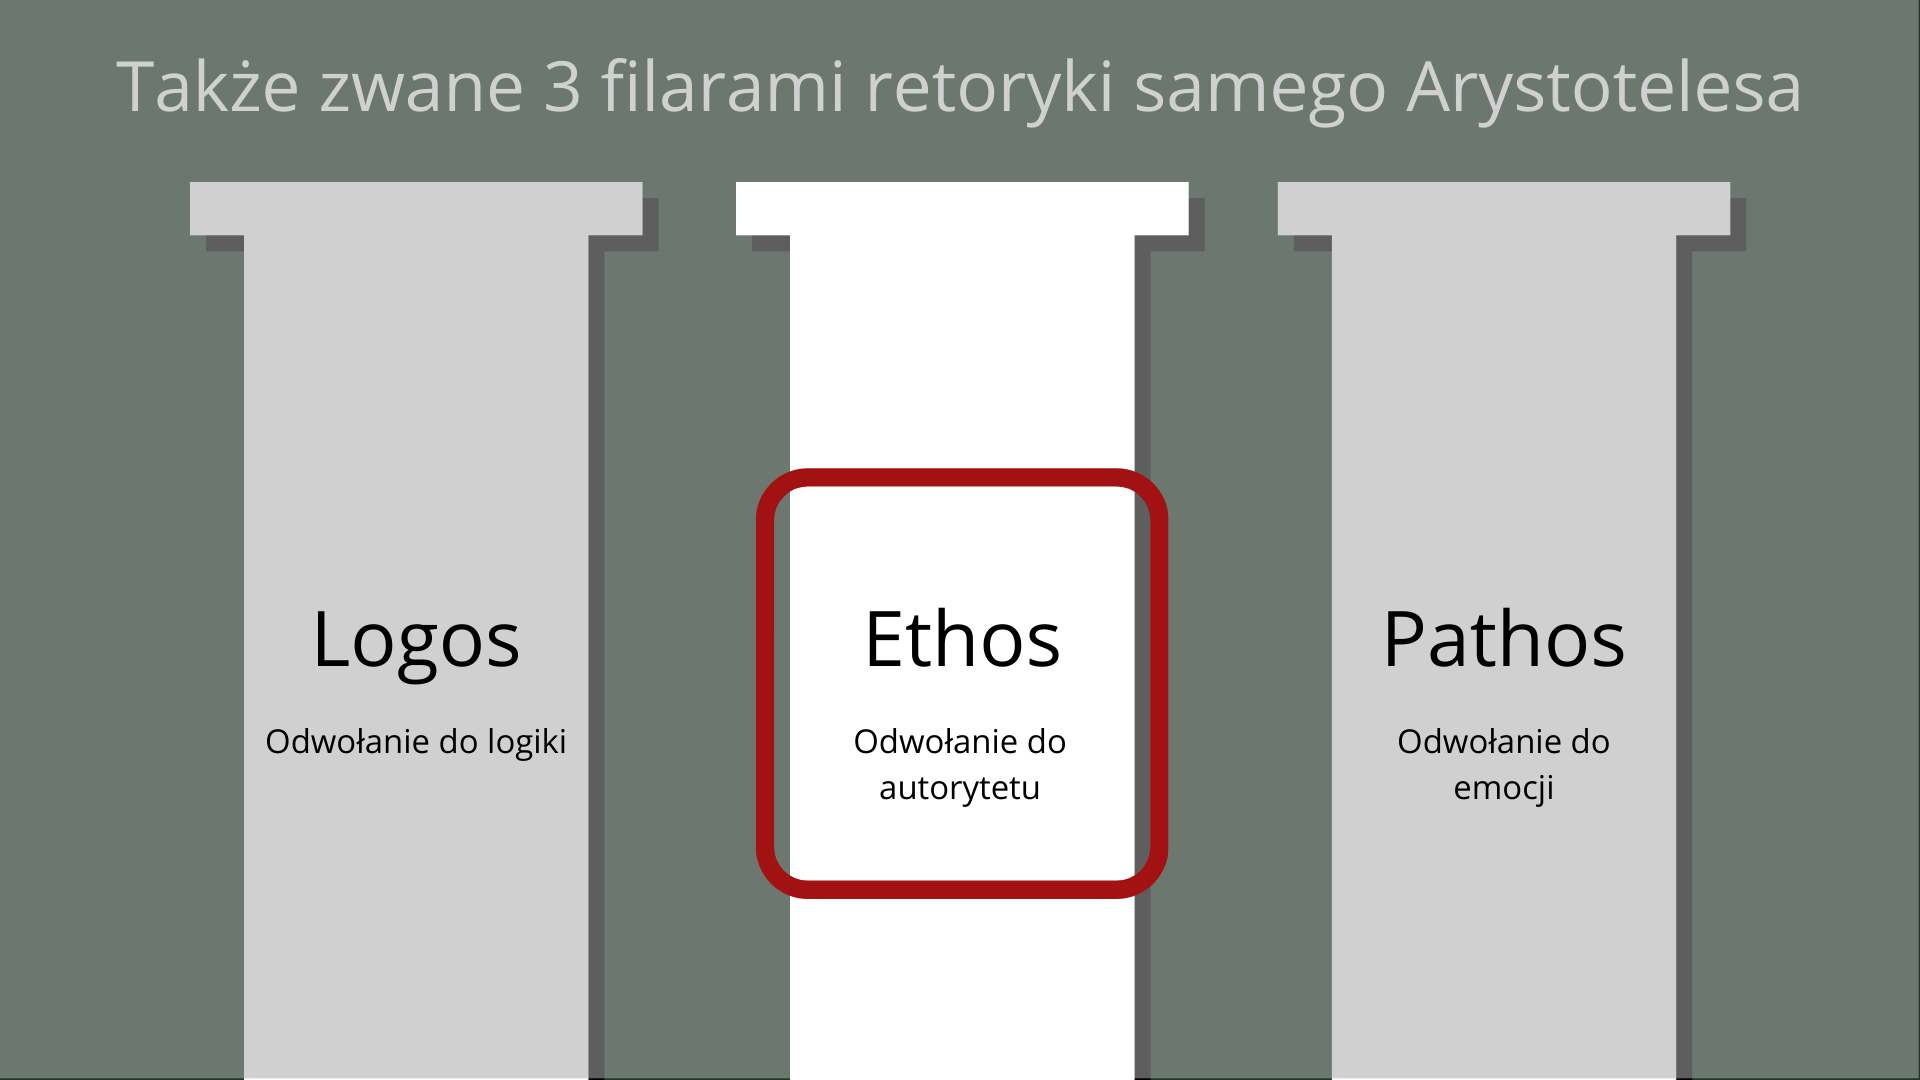 Także zwane 3 filarami retoryki samego Arystotelesa
Logos
Odwołanie do logiki
Ethos
Odwołanie do
autorytetu
Pathos
Odwołanie do
emocji